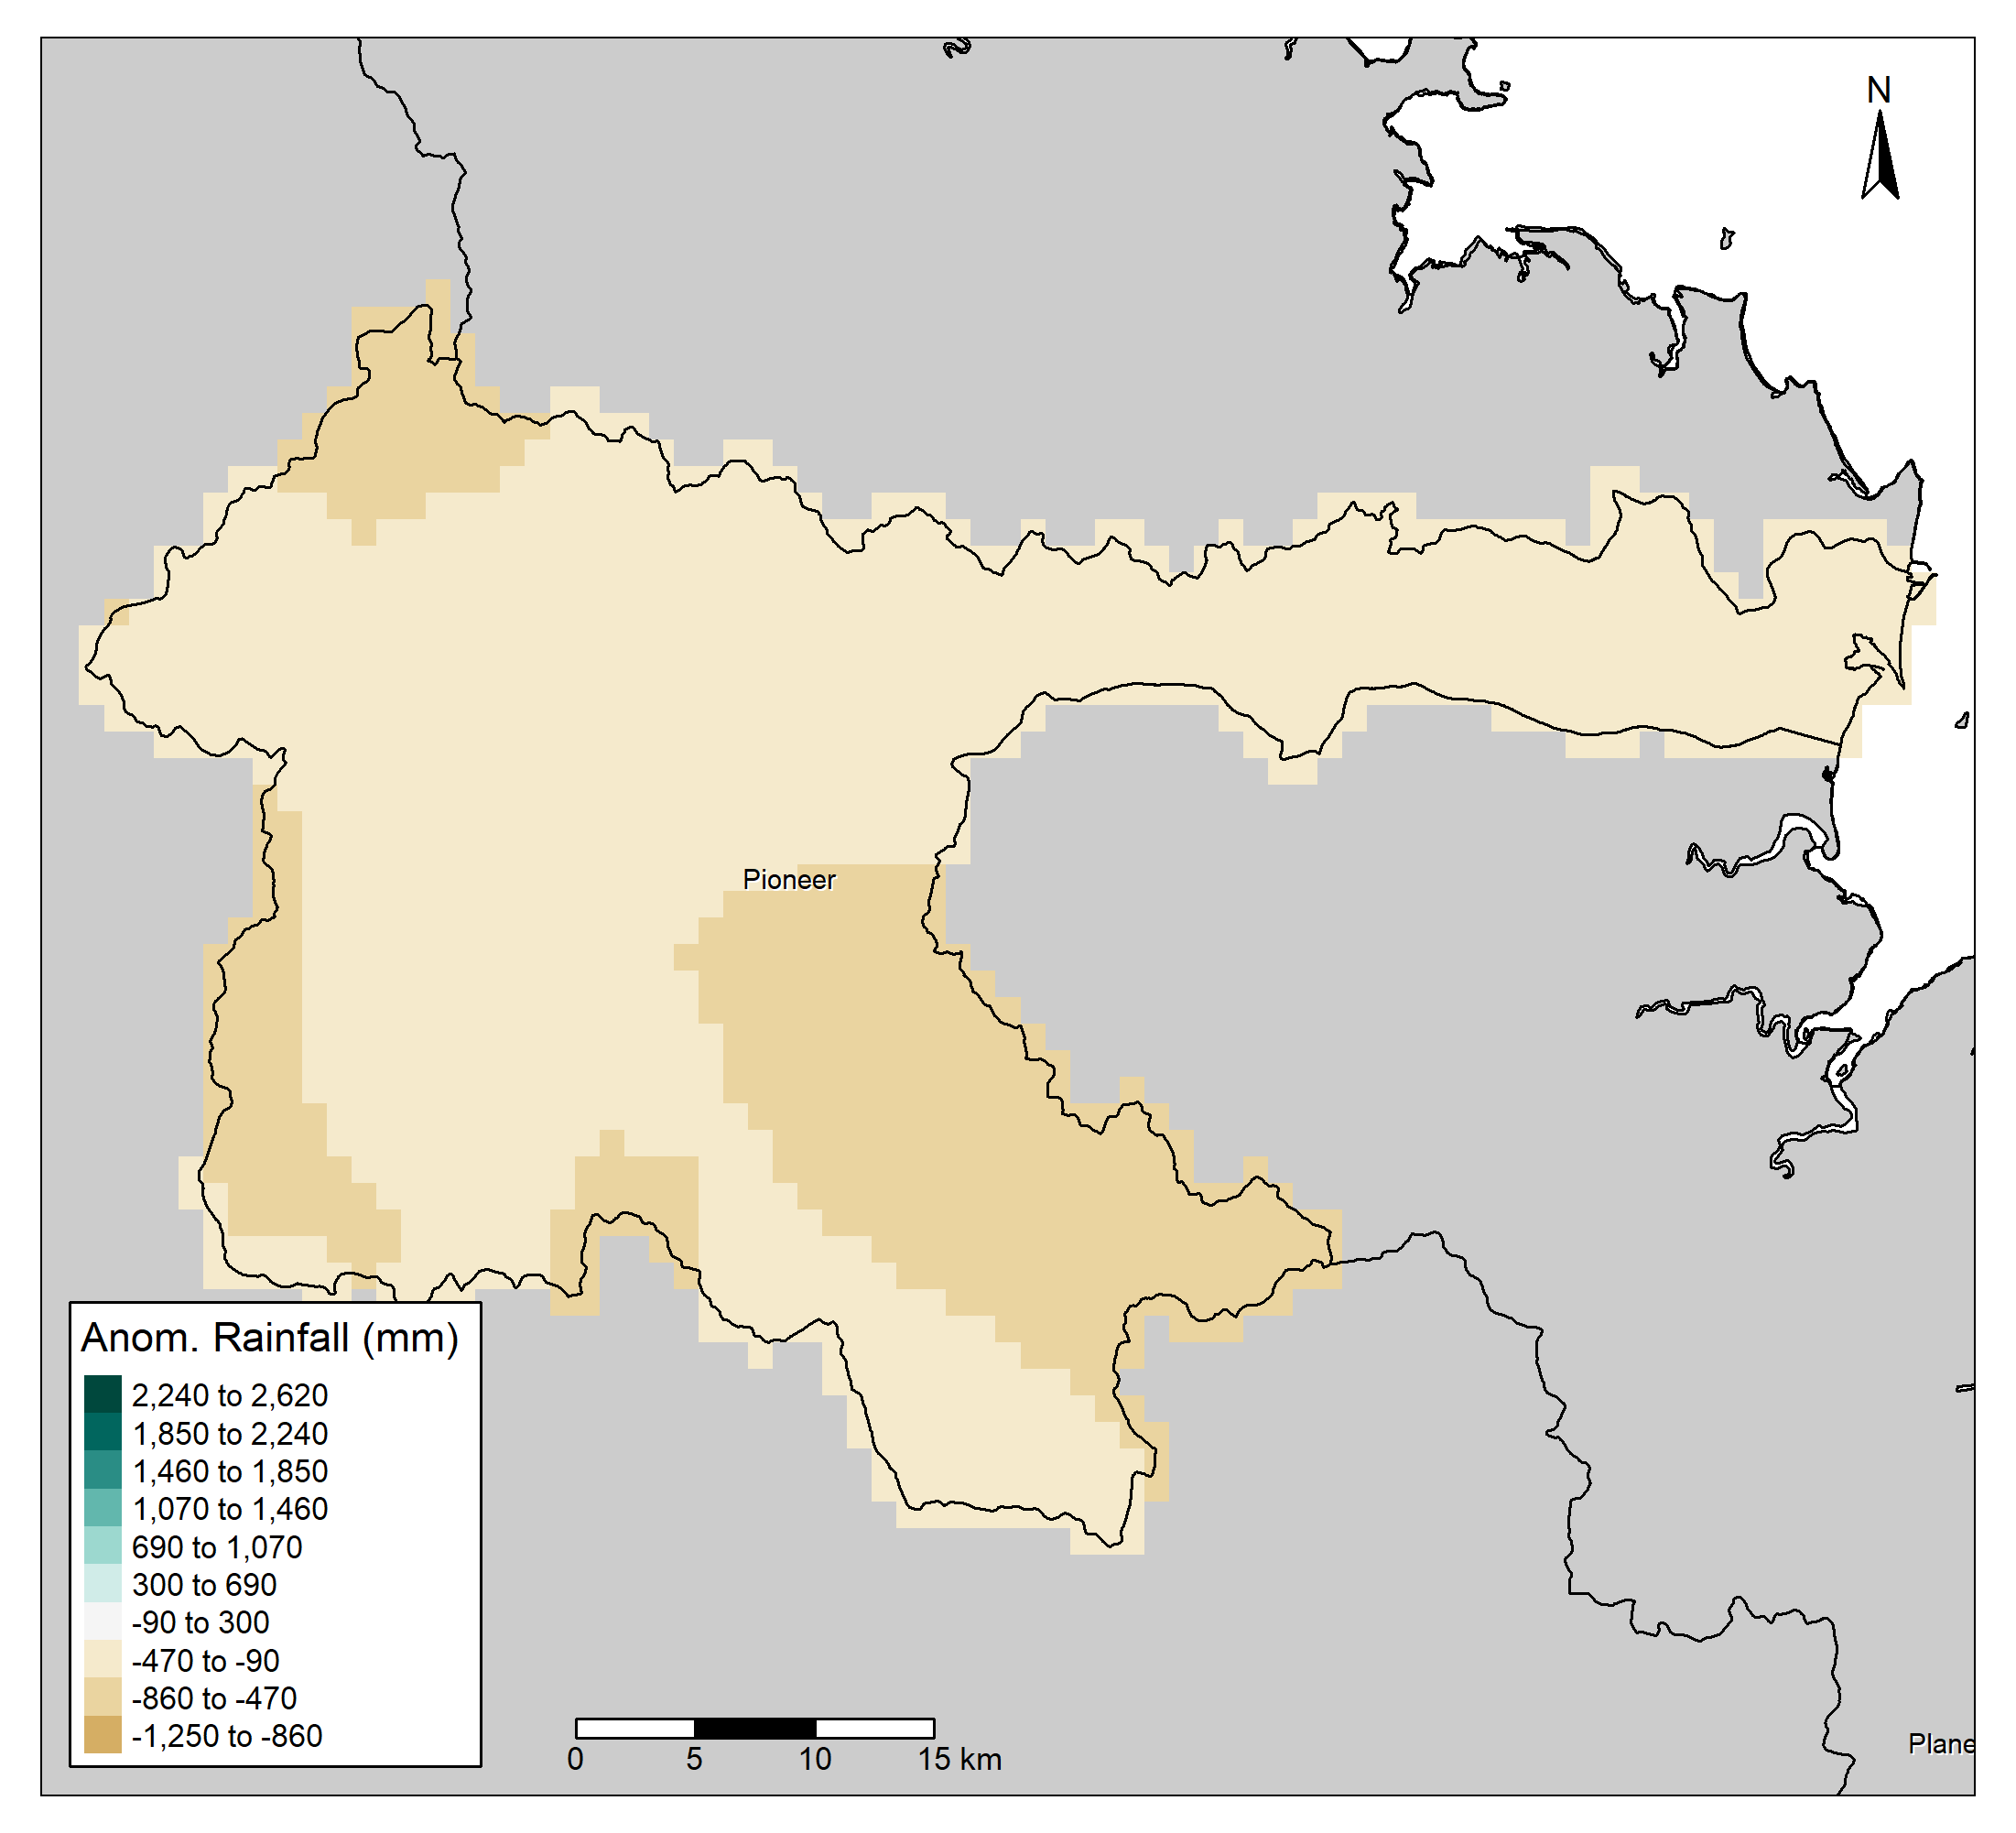 N
Pioneer
Anom. Rainfall (mm)
2,240 to 2,620
1,850 to 2,240
1,460 to 1,850
1,070 to 1,460
690 to 1,070
300 to 690
-90 to 300
-470 to -90
-860 to -470
-1,250 to -860
0 5 10 15 km
Plane